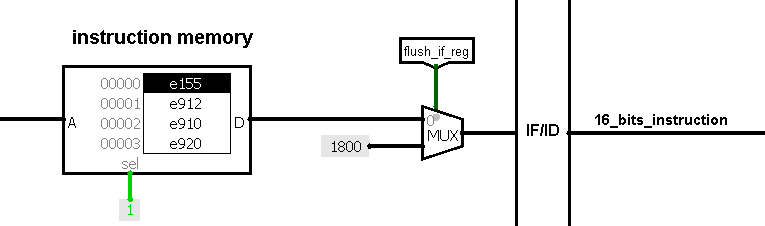 instruction memory
flush_if_reg
00000 e155
00001 e912
A 00002 e910 D
00003 e920
sel
1
0
MUX
1800
IF/ID
16_bits_instruction